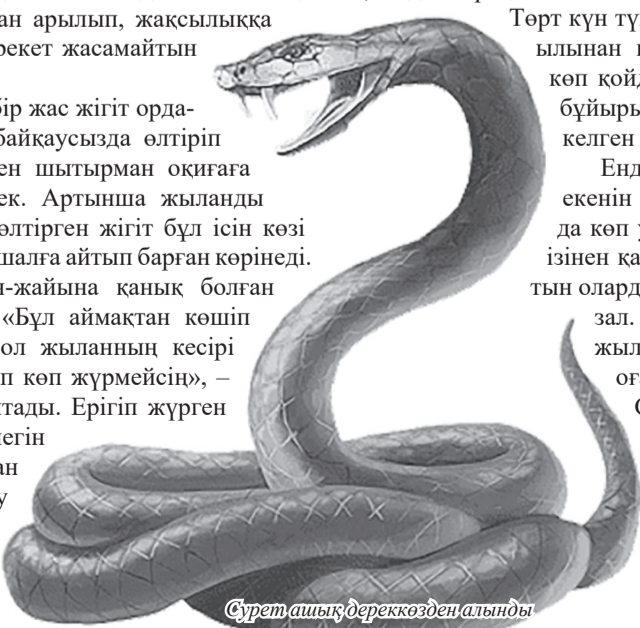 ан арылып, жақсылыққа
рекет жасамайтын
бір жас жігіт орда-
байқаусызда өлтіріп
ен шытырман оқиғаға
ек. Артынша жыланды
өлтірген жігіт бұл ісін көзі
шалға айтып барған көрінеді.
н-жайына қанық болған
«Бұл аймақтан көшіп
ол жыланның кесірі
п көп жүрмейсің», –
тады. Ерігіп жүрген
легін
ан
у
Төрт күн тү
ылынан
көп қойд
бұйыры
келген
Енд
екенін
да көп
ізінен қа
тын олард
зал.
жыл
оғ
Сурет ашық дереккөзден алынды